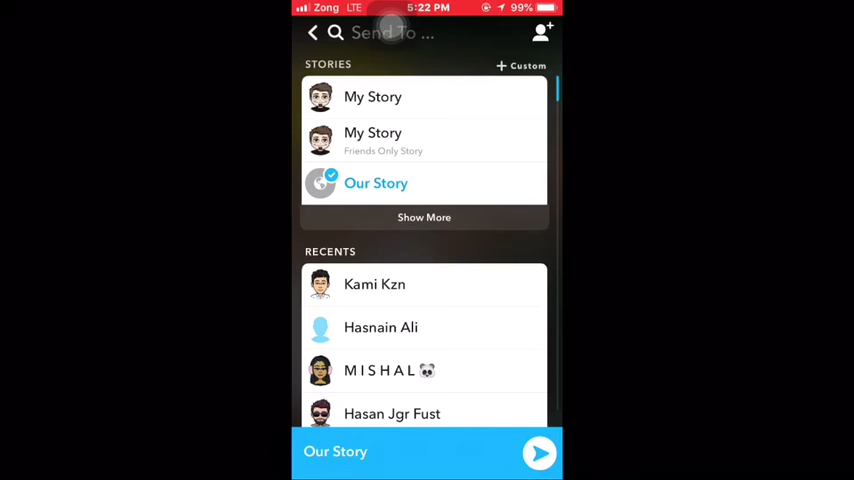 Zong LTE 5:22 PM 99%
Send To ...
STORIES
+ Custom
My Story
My Story
Friends Only Story
Our Story
Show More
RECENTS
Kami Kzn
Hasnain Ali
M I S H A L 🐼
Hasan Jgr Fust
Our Story